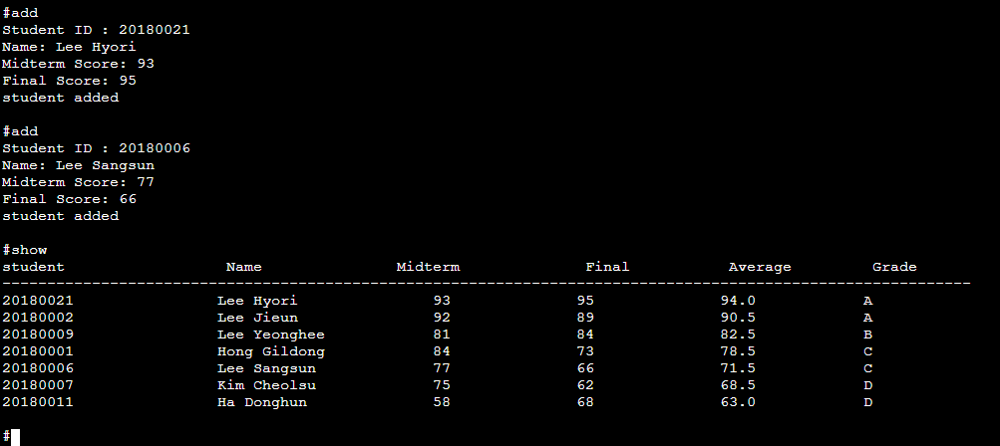 #add
Student ID : 20180021
Name: Lee Hyori
Midterm Score: 93
Final Score: 95
student added
#add
Student ID : 20180006
Name: Lee Sangsun
Midterm Score: 77
Final Score: 66
student added
#show
student Name Midterm Final Average Grade
------------------------------------------------------------------------------------------------------------
20180021 Lee Hyori 93 95 94.0 A
20180002 Lee Jieun 92 89 90.5 A
20180009 Lee Yeonghee 81 84 82.5 B
20180001 Hong Gildong 84 73 78.5 C
20180006 Lee Sangsun 77 66 71.5 C
20180007 Kim Cheolsu 75 62 68.5 D
20180011 Ha Donghun 58 68 63.0 D
#